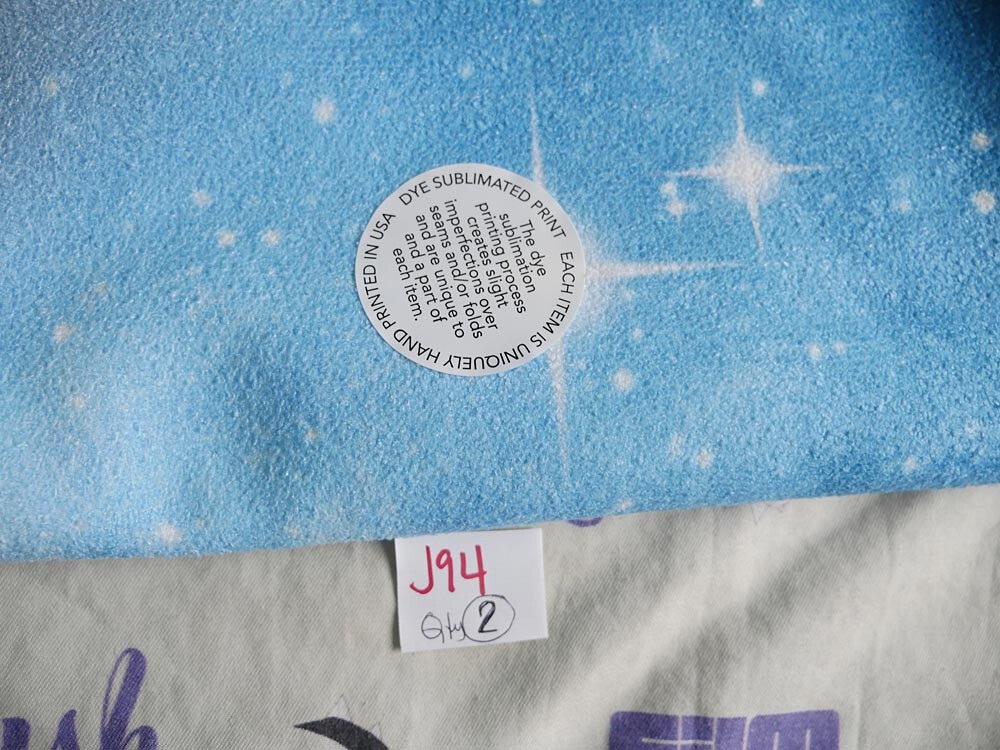 DYE SUBLIMATED PRINT
EACH ITEM IS UNIQUELY HAND PRINTED IN USA
The dye
sublimation
printing process
creates slight
imperfections over
seams and/or folds
and are unique to
and a part of
each item.
J94
Qty 2